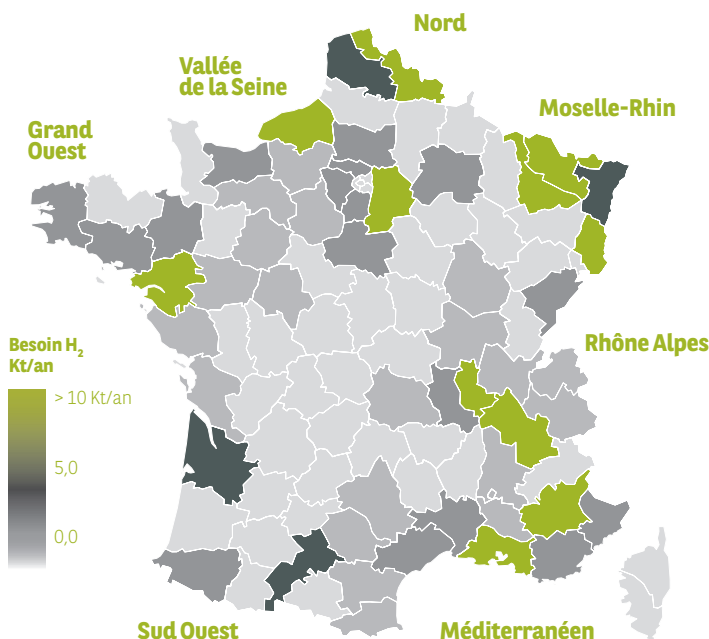 Nord
Vallée
de la Seine
Moselle-Rhin
Grand
Ouest
Besoin H₂
Kt/an
> 10 Kt/an
5,0
0,0
Rhône Alpes
Sud Ouest
Méditerranéen